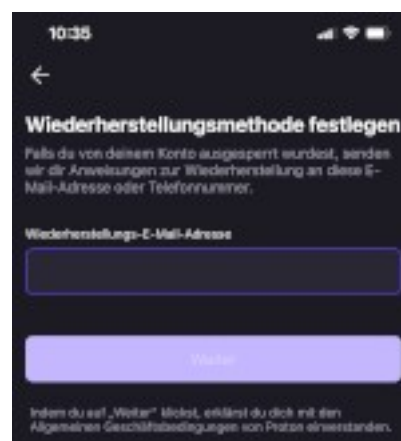 10:35
Wiederherstellungsmethode festlegen
Falls du von deinem Konto ausgesperrt wurdest, senden
wir dir Anweisungen zur Wiederherstellung an diese E-
Mail-Adresse oder Telefonnummer.
Wiederherstellungs-E-Mail-Adresse
Weiter
Indem du auf „Weiter“ klickst, erklärst du dich mit den
Allgemeinen Geschäftsbedingungen von Proton einverstanden.